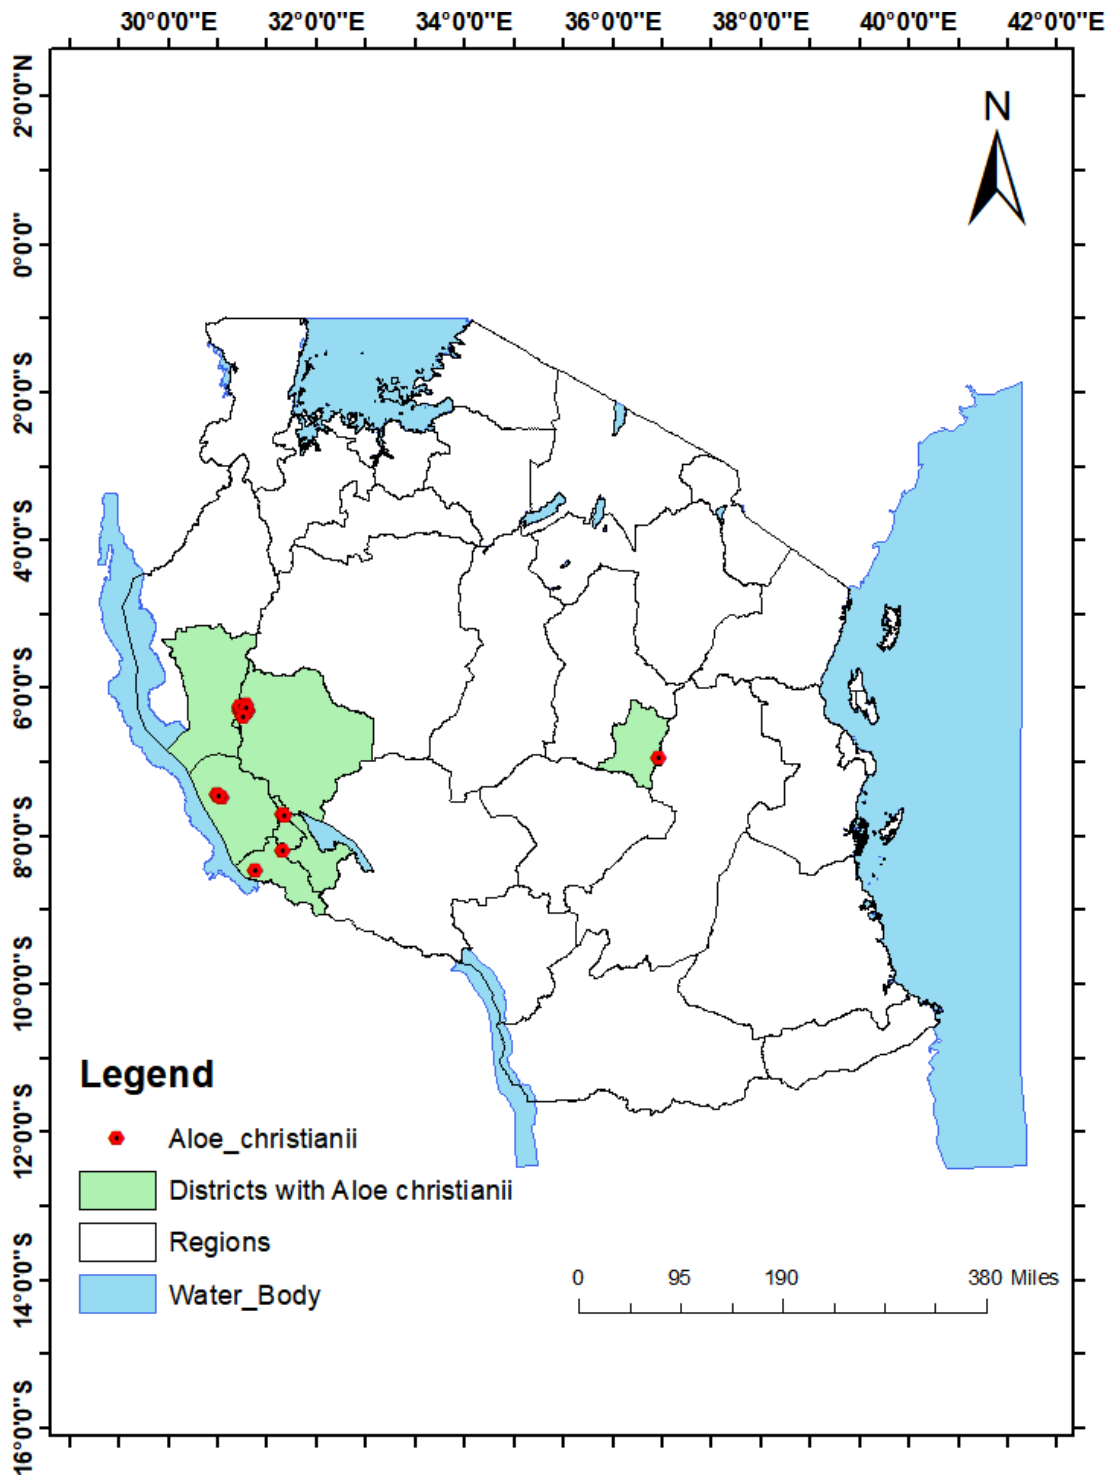 30°0'0"E 32°0'0"E 34°0'0"E 36°0'0"E 38°0'0"E 40°0'0"E 42°0'0"E
2°0'0"N
0°0'0"
2°0'0"S
4°0'0"S
6°0'0"S
8°0'0"S
10°0'0"S
12°0'0"S
14°0'0"S
16°0'0"S
N
Legend
Aloe_christianii
Districts with Aloe christianii
Regions
Water_Body
0 95 190 380 Miles